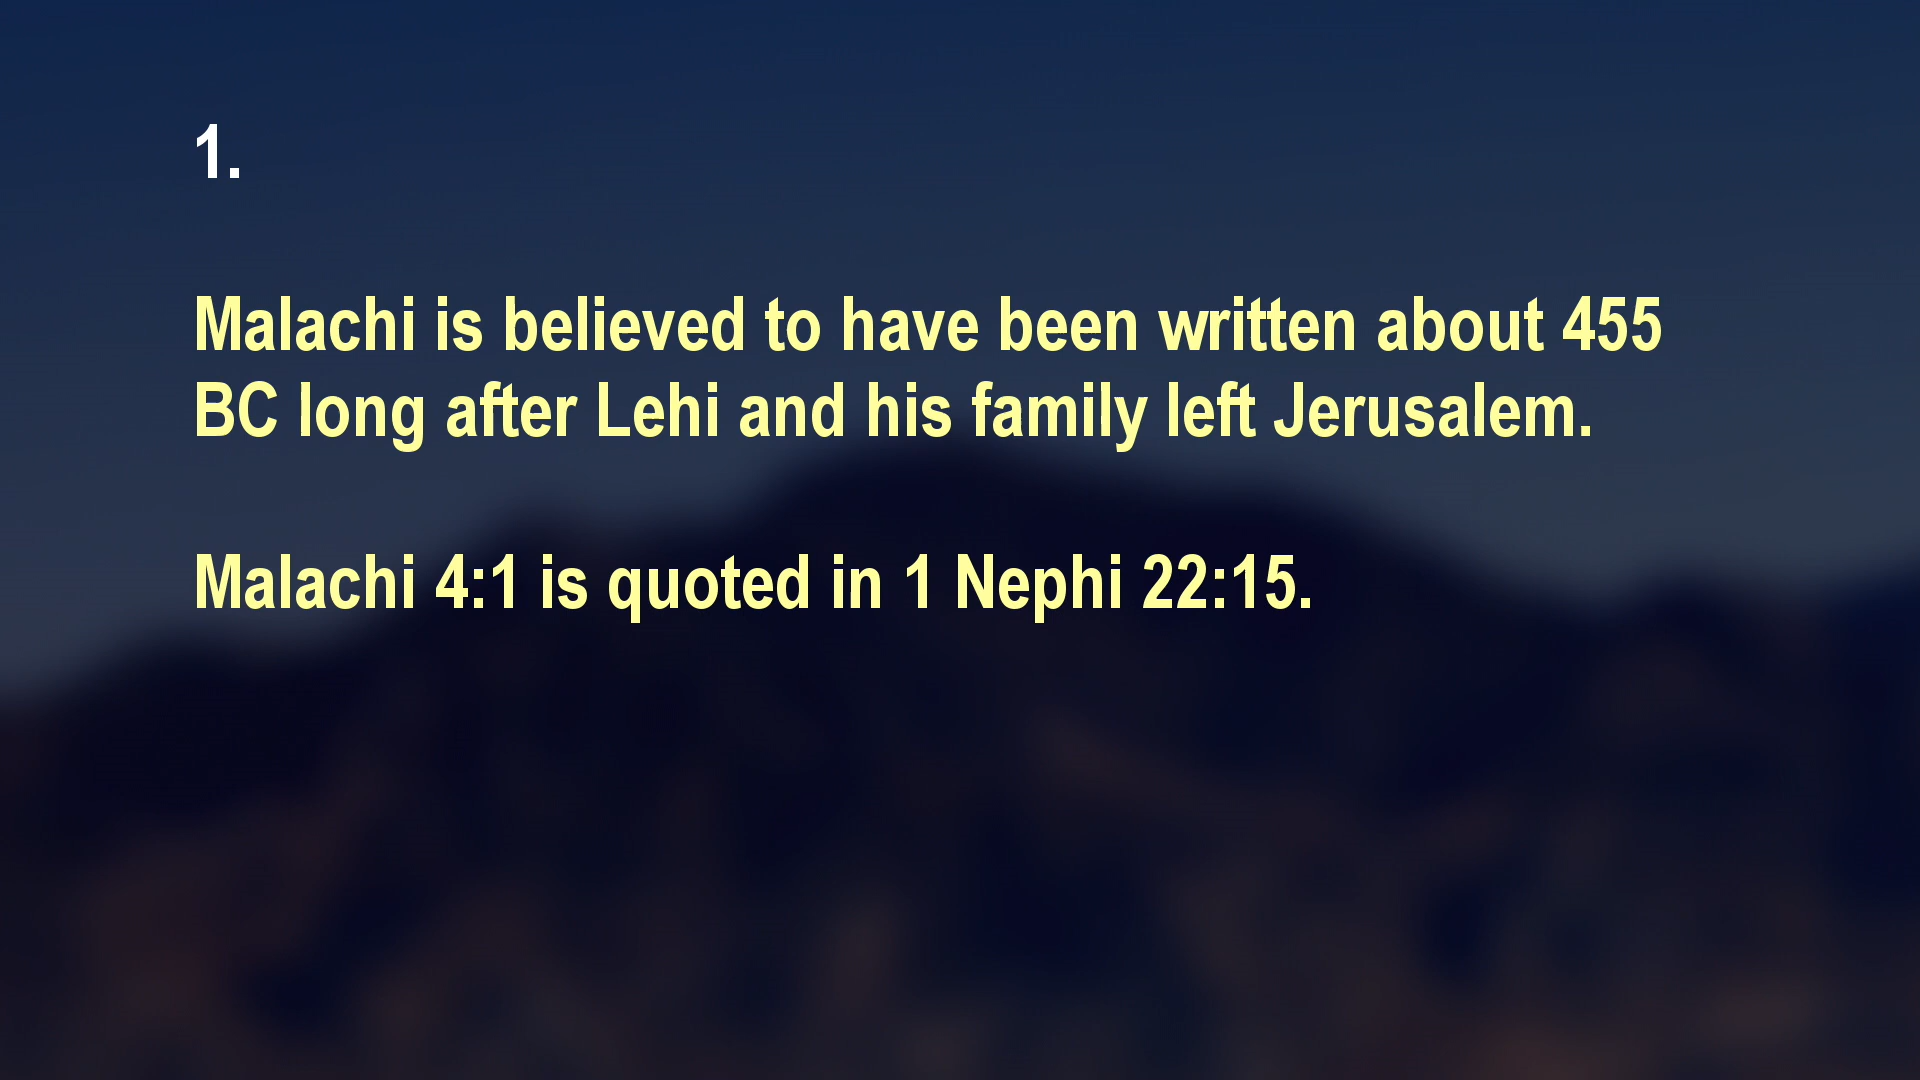 1.
Malachi is believed to have been written about 455
BC long after Lehi and his family left Jerusalem.
Malachi 4:1 is quoted in 1 Nephi 22:15.